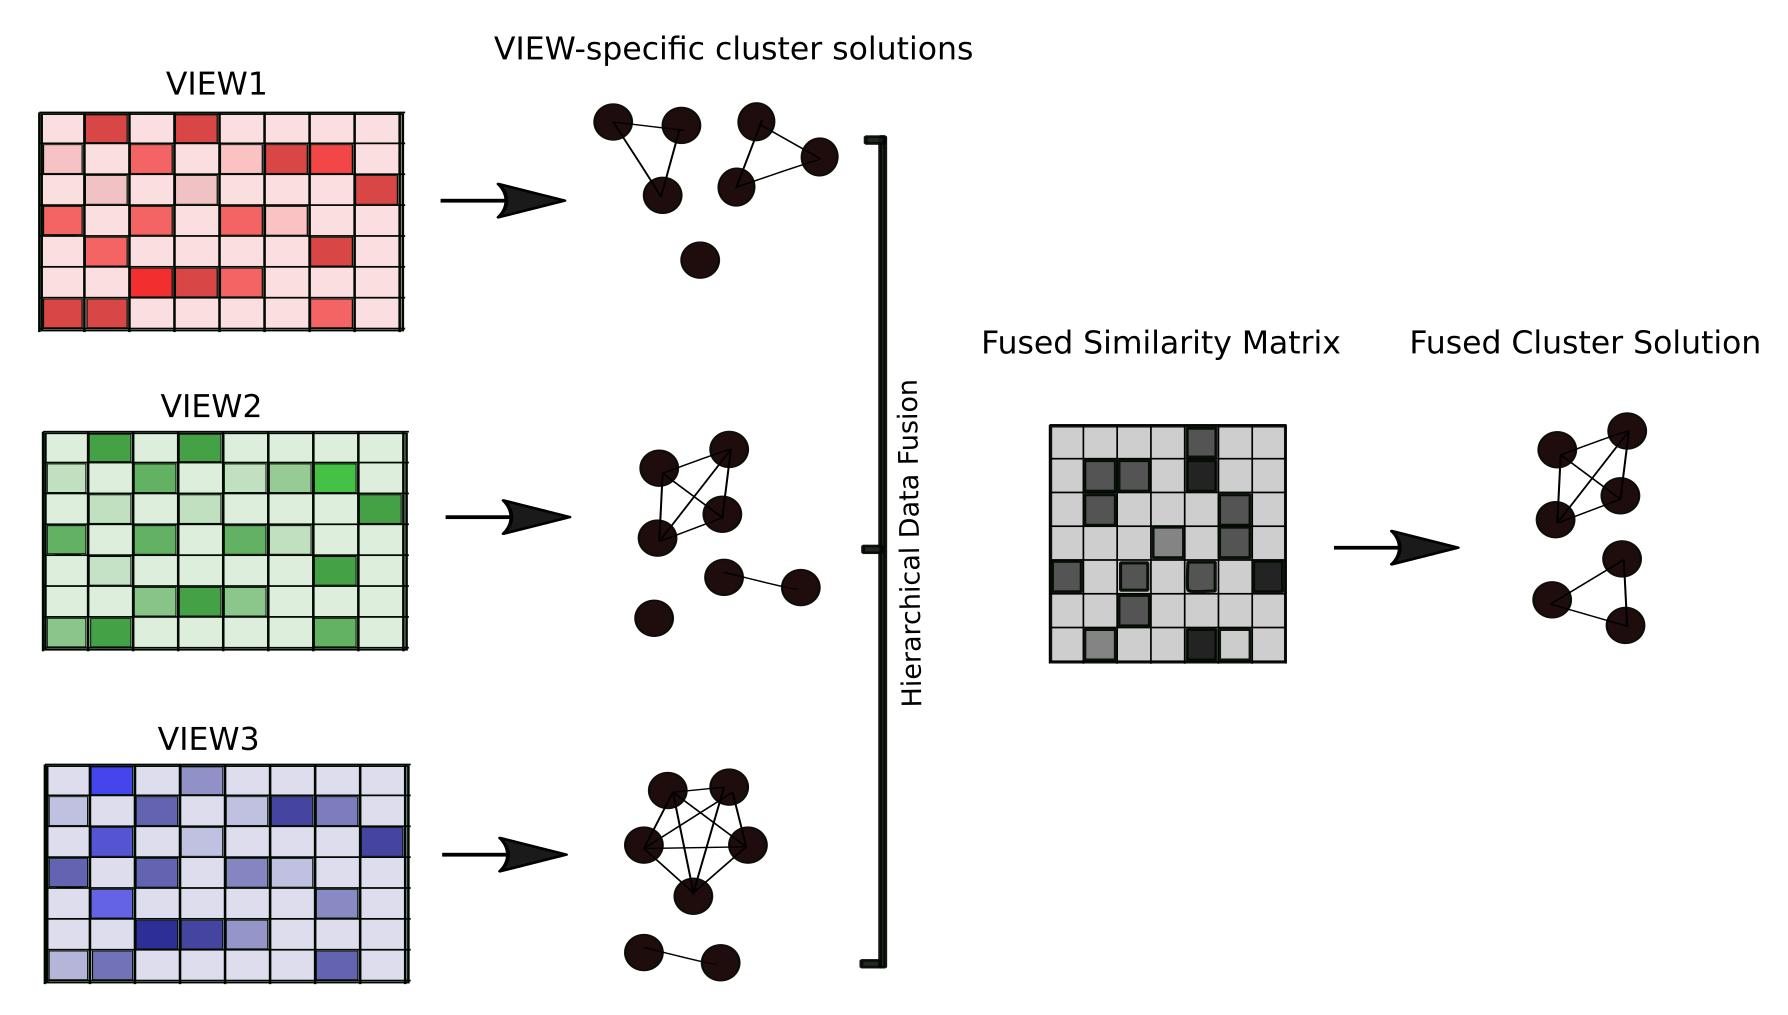 VIEW-specific cluster solutions
VIEW1
VIEW2
VIEW3
Hierarchical Data Fusion
Fused Similarity Matrix
Fused Cluster Solution